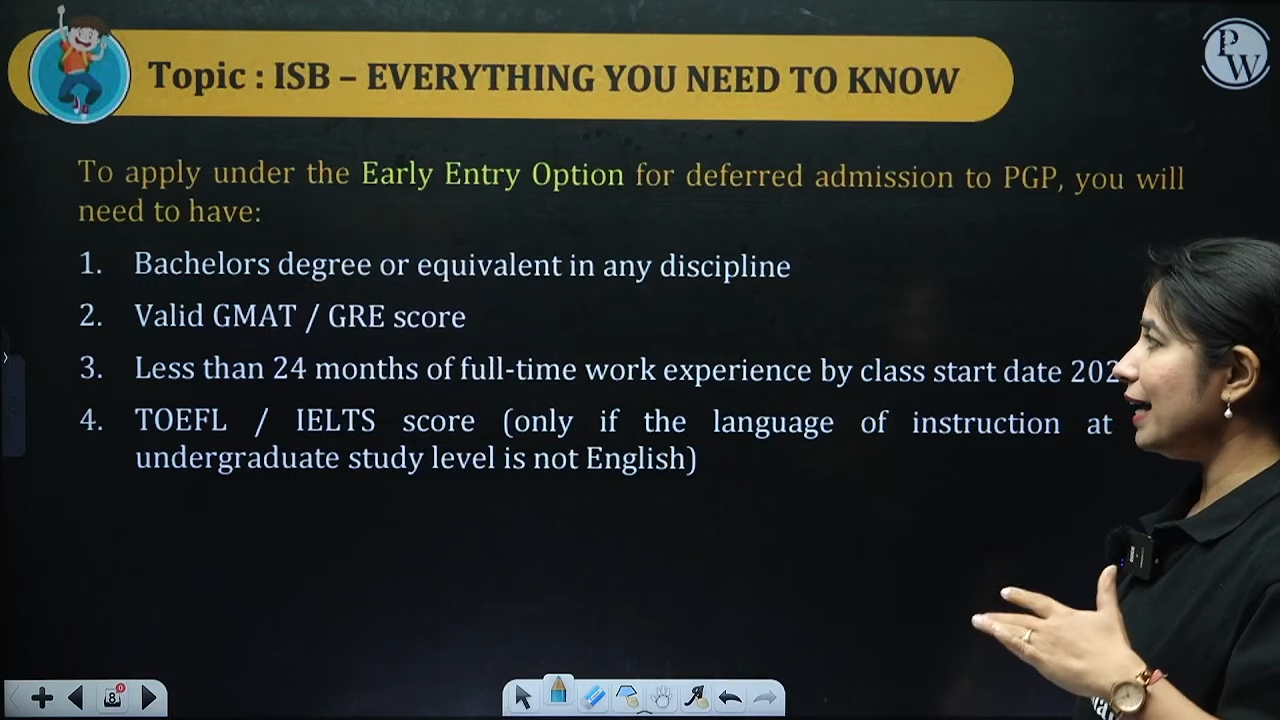 Topic : ISB – EVERYTHING YOU NEED TO KNOW
PW
To apply under the Early Entry Option for deferred admission to PGP, you will
need to have:
1. Bachelors degree or equivalent in any discipline
2. Valid GMAT / GRE score
3. Less than 24 months of full-time work experience by class start date
4. TOEFL / IELTS score (only if the language of instruction at
undergraduate study level is not English)
8
0